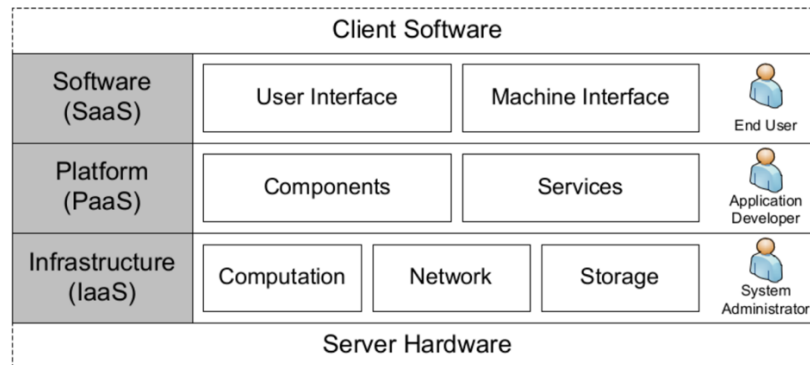 Client Software
Software
(SaaS)
User Interface
Machine Interface
End User
Platform
(PaaS)
Components
Services
Application
Developer
Infrastructure
(IaaS)
Computation
Network
Storage
System
Administrator
Server Hardware